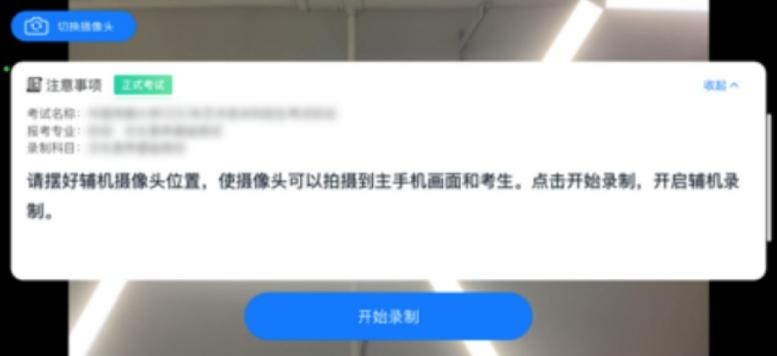 切换摄像头
注意事项 正式考试 收起
考试名称:
报考专业:
录制科目:
请摆好辅机摄像头位置，使摄像头可以拍摄到主手机画面和考生。点击开始录制，开启辅机录
制。
开始录制